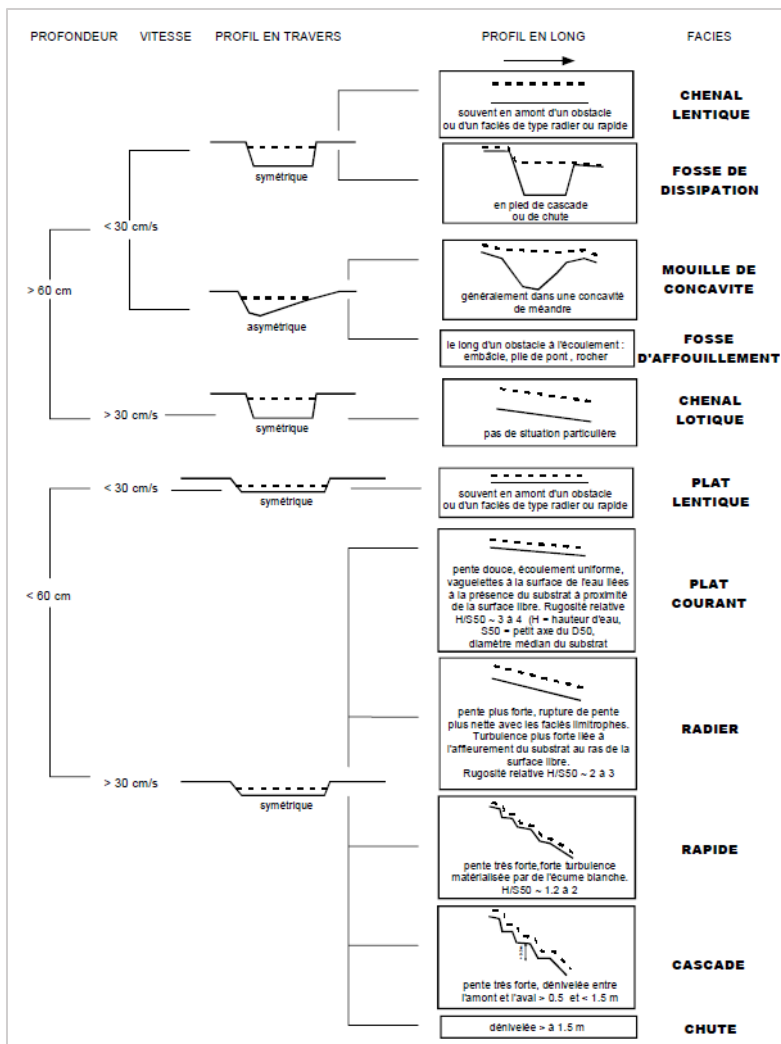 PROFONDEUR VITESSE PROFIL EN TRAVERS PROFIL EN LONG FACIES
souvent en amont d'un obstacle
ou d'un faciès de type radier ou rapide
CHENAL
LENTIQUE
symétrique
en pied de cascade
ou de chute
FOSSE DE
DISSIPATION
< 30 cm/s
> 60 cm
généralement dans une concavité
de méandre
MOUILLE DE
CONCAVITE
asymétrique
le long d'un obstacle à l'écoulement :
embâcle, pile de pont , rocher
FOSSE
D'AFFOUILLEMENT
> 30 cm/s
symétrique
pas de situation particulière
CHENAL
LOTIQUE
< 30 cm/s
symétrique
souvent en amont d'un obstacle
ou d'un faciès de type radier ou rapide
PLAT
LENTIQUE
< 60 cm
pente douce, écoulement uniforme,
vaguelettes à la surface de l'eau liées
à la présence du substrat à proximité
de la surface libre. Rugosité relative
H/S50 ~ 3 à 4 (H = hauteur d'eau,
S50 = petit axe du D50,
diamètre médian du substrat
PLAT
COURANT
pente plus forte, rupture de pente
plus nette avec les faciès limitrophes.
Turbulence plus forte liée à
l'affleurement du substrat au ras de la
surface libre.
Rugosité relative H/S50 ~ 2 à 3
RADIER
> 30 cm/s
symétrique
pente très forte,forte turbulence
matérialisée par de l'écume blanche.
H/S50 ~ 1.2 à 2
RAPIDE
pente très forte, dénivelée entre
l'amont et l'aval > 0.5 et < 1.5 m
CASCADE
dénivelée > à 1.5 m
CHUTE